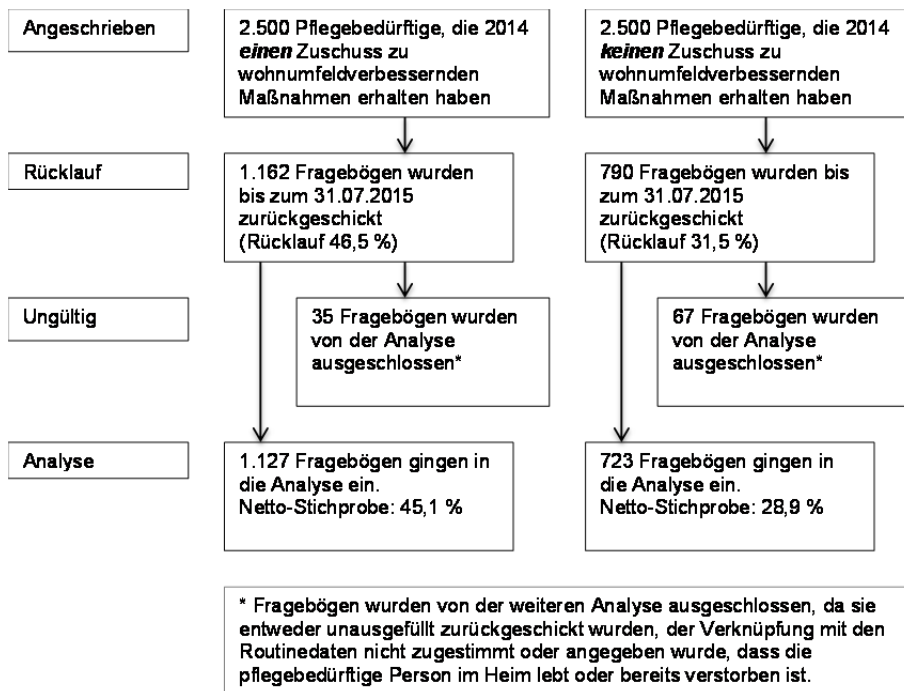 Angeschrieben
2.500 Pflegebedürftige, die 2014
einen Zuschuss zu
wohnumfeldverbessernden
Maßnahmen erhalten haben
2.500 Pflegebedürftige, die 2014
keinen Zuschuss zu
wohnumfeldverbessernden
Maßnahmen erhalten haben
Rücklauf
1.162 Fragebögen wurden
bis zum 31.07.2015
zurückgeschickt
(Rücklauf 46,5 %)
790 Fragebögen wurden bis
zum 31.07.2015
zurückgeschickt
(Rücklauf 31,5 %)
Ungültig
35 Fragebögen wurden
von der Analyse
ausgeschlossen*
67 Fragebögen wurden
von der Analyse
ausgeschlossen*
Analyse
1.127 Fragebögen gingen in
die Analyse ein.
Netto-Stichprobe: 45,1 %
723 Fragebögen gingen in
die Analyse ein.
Netto-Stichprobe: 28,9 %
* Fragebögen wurden von der weiteren Analyse ausgeschlossen, da sie
entweder unausgefüllt zurückgeschickt wurden, der Verknüpfung mit den
Routinedaten nicht zugestimmt oder angegeben wurde, dass die
pflegebedürftige Person im Heim lebt oder bereits verstorben ist.